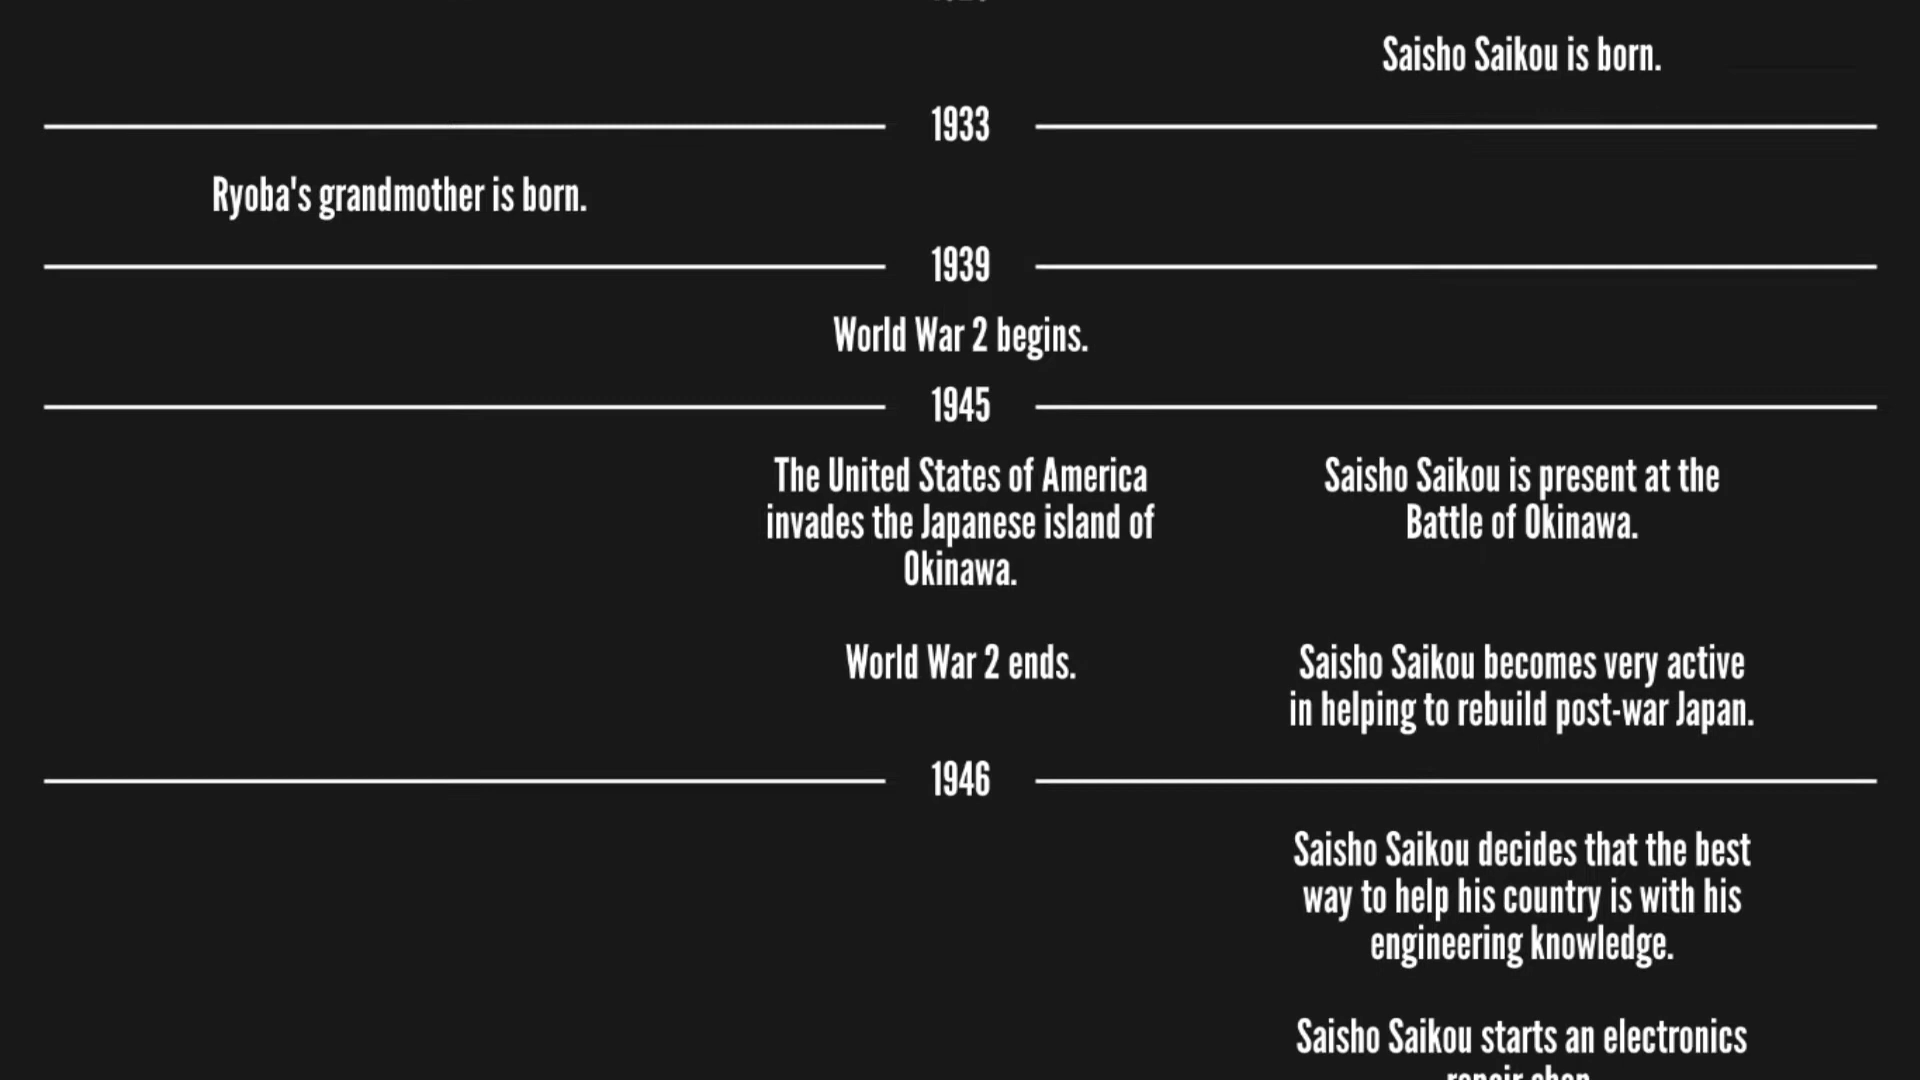 Saisho Saikou is born.
1933
Ryoba's grandmother is born.
1939
World War 2 begins.
1945
The United States of America
invades the Japanese island of
Okinawa.
Saisho Saikou is present at the
Battle of Okinawa.
World War 2 ends.
Saisho Saikou becomes very active
in helping to rebuild post-war Japan.
1946
Saisho Saikou decides that the best
way to help his country is with his
engineering knowledge.
Saisho Saikou starts an electronics
repair shop